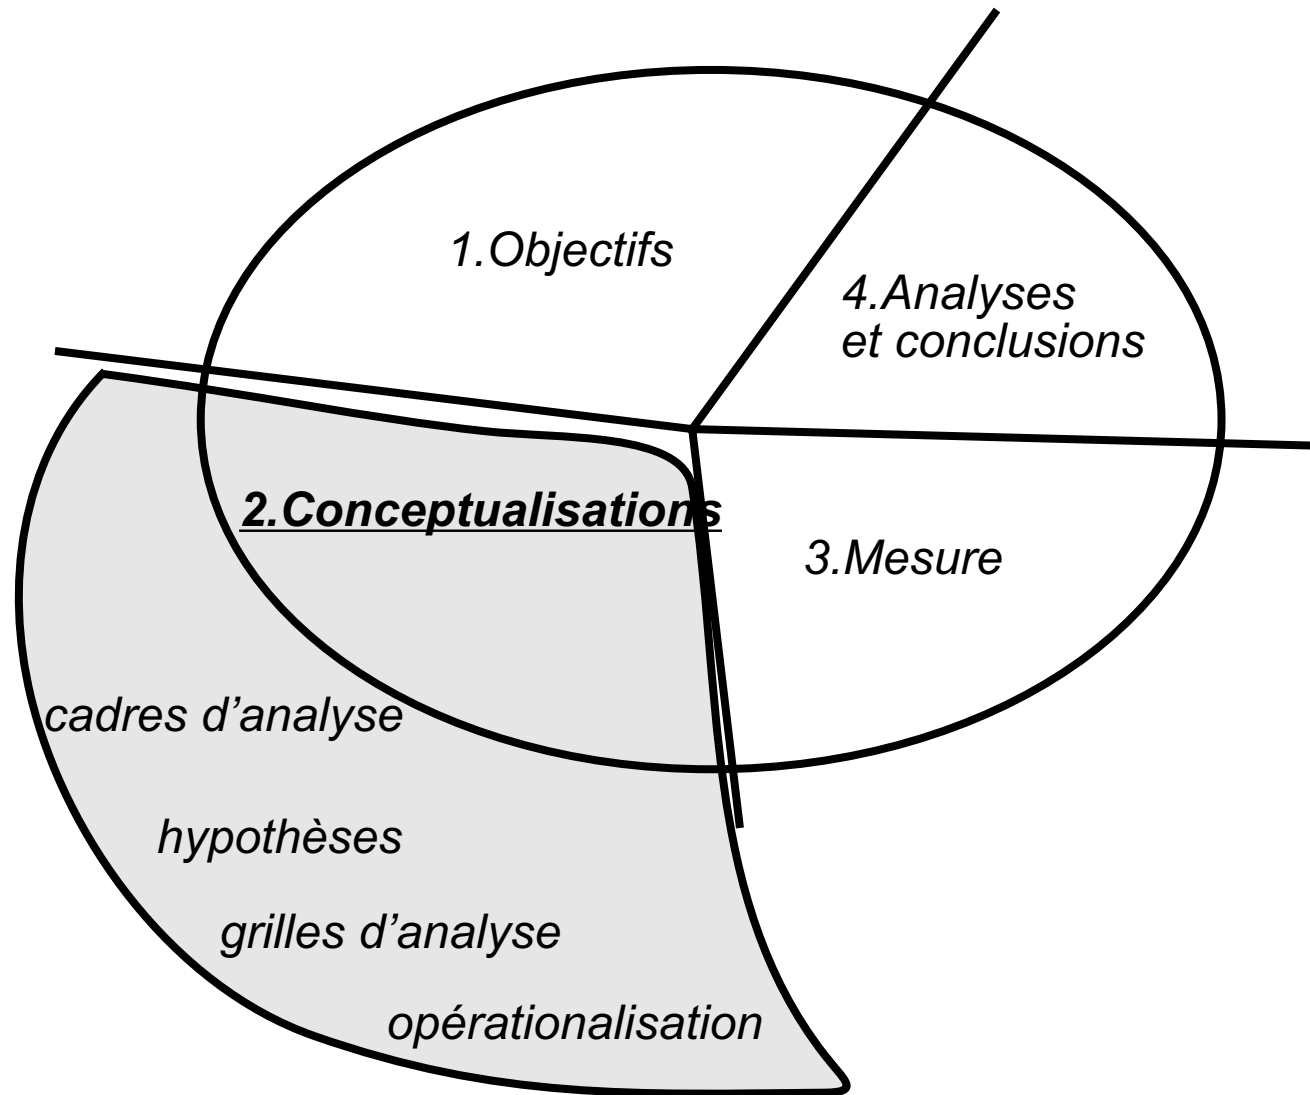 1.Objectifs
4.Analyses
et conclusions
2.Conceptualisations
3.Mesure
cadres d’analyse
hypothèses
grilles d’analyse
opérationalisation